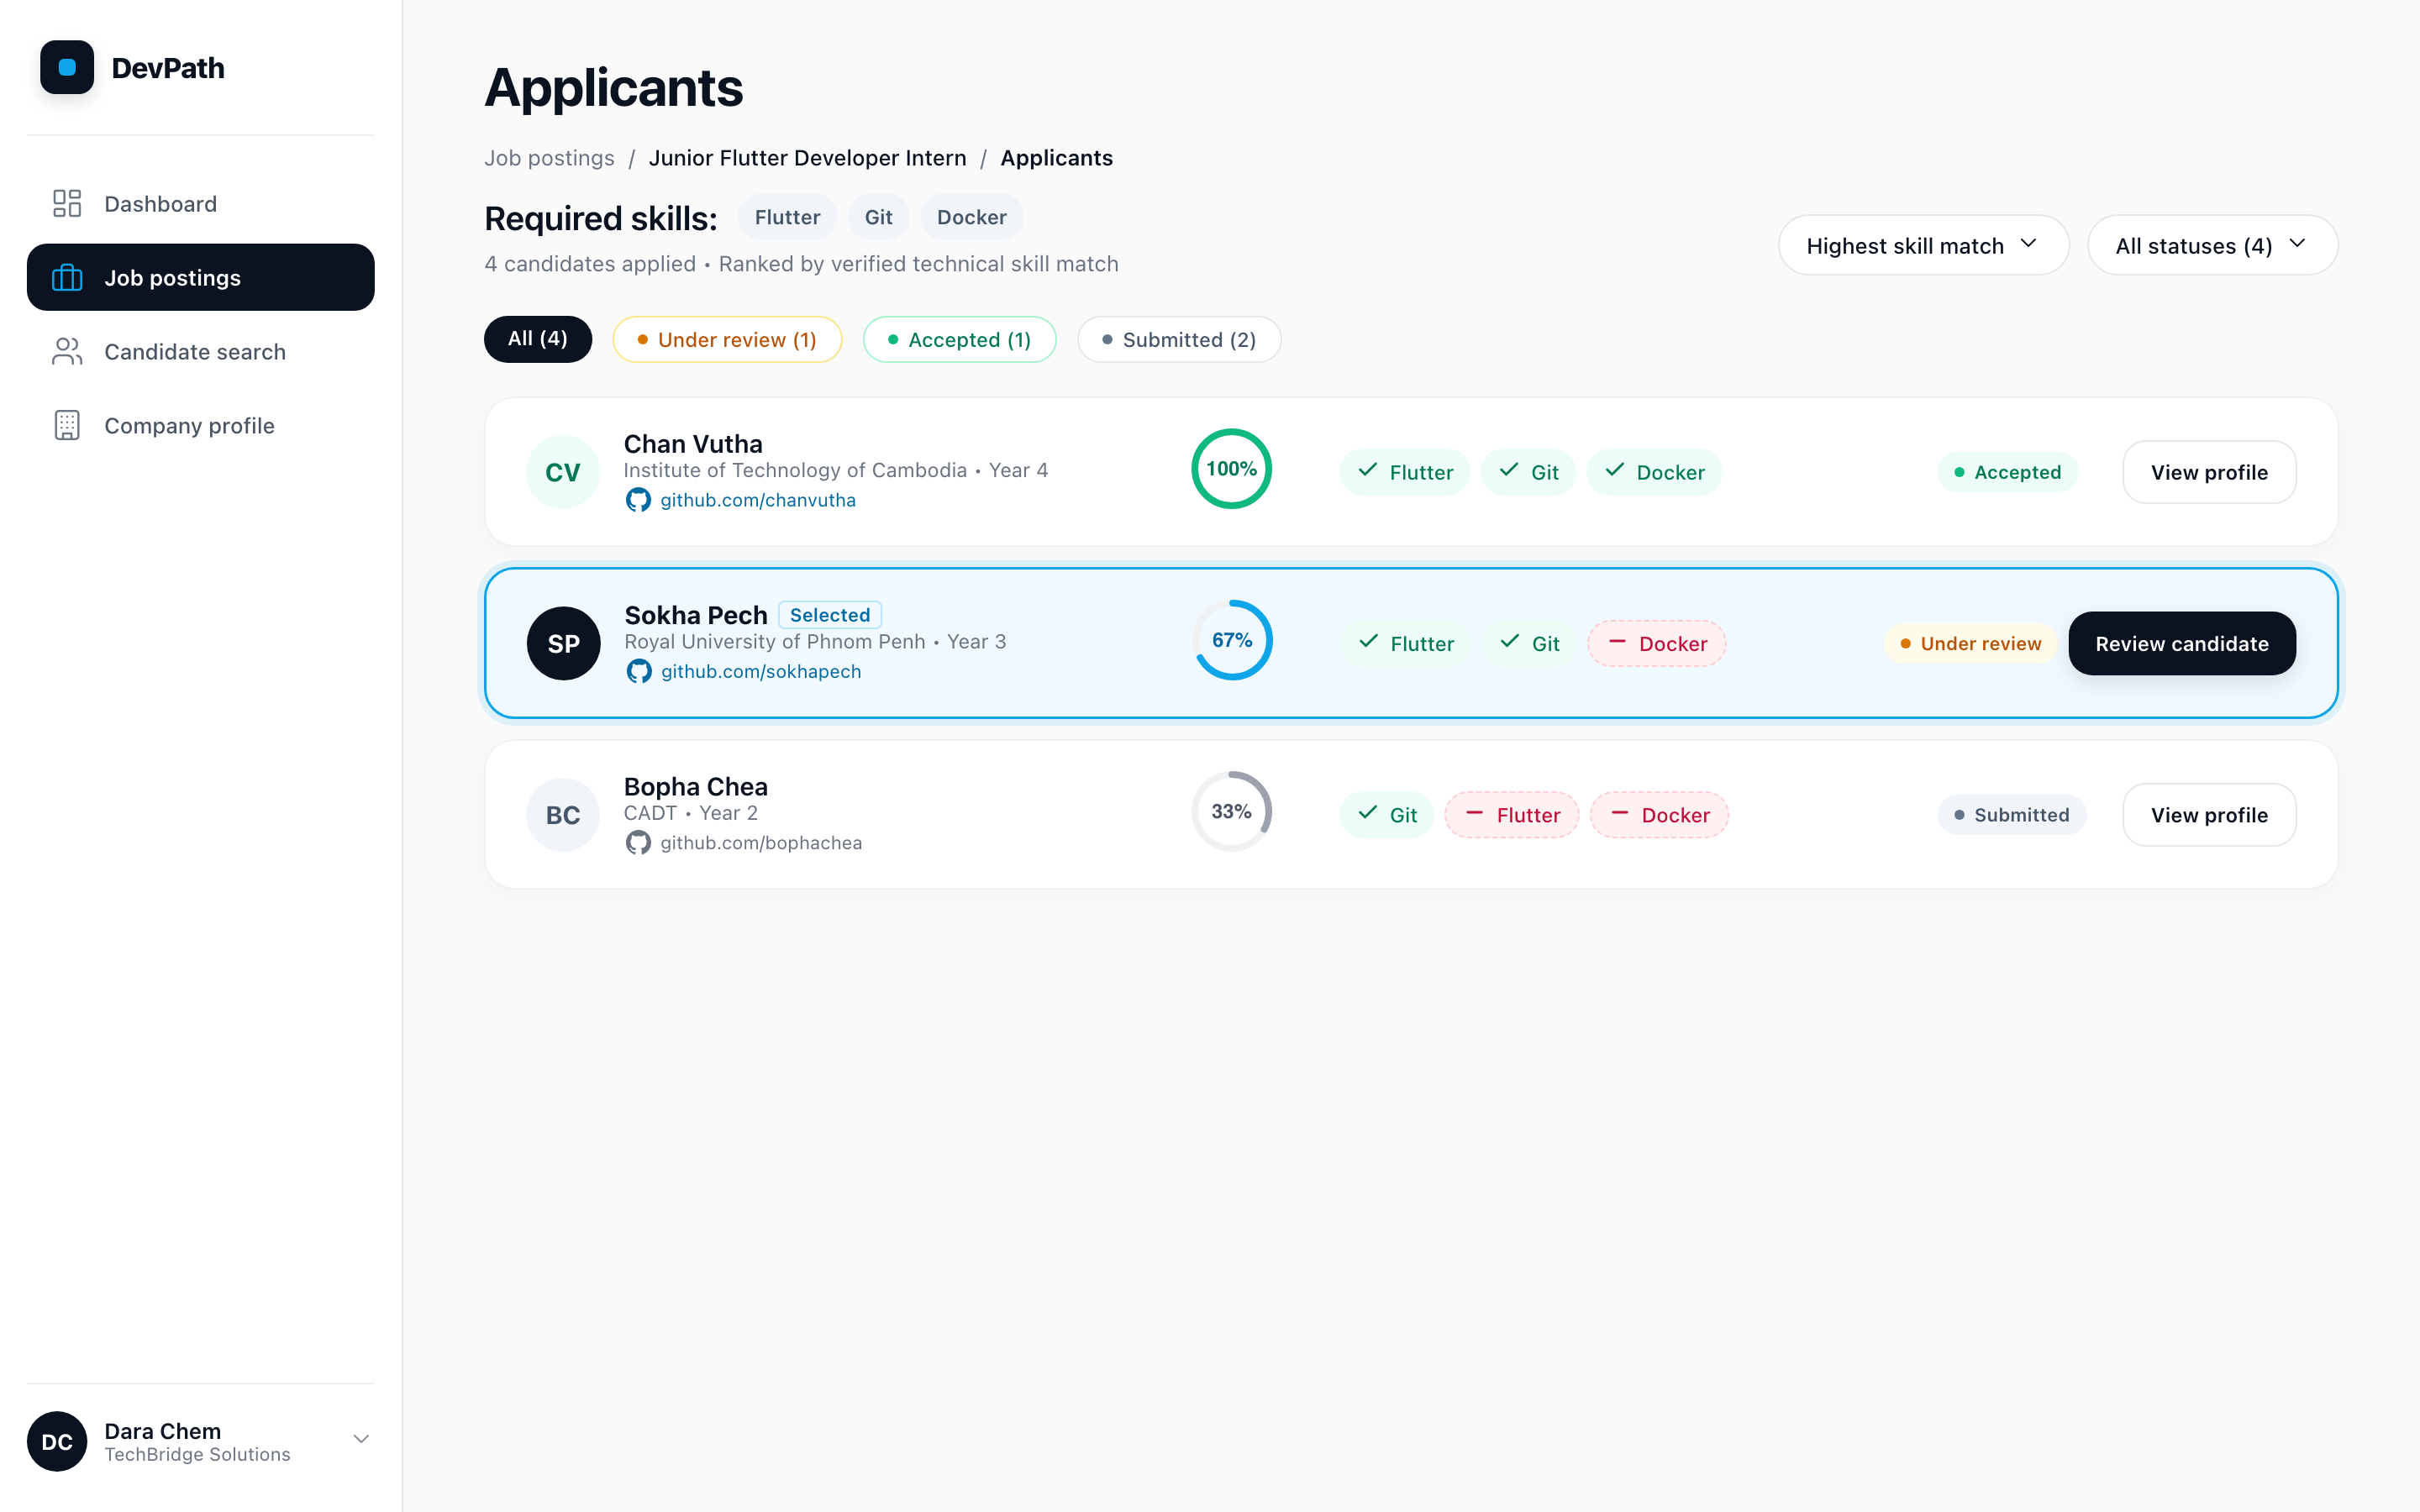 DevPath
Dashboard
Job postings
Candidate search
Company profile
Dara Chem
DC
TechBridge Solutions
Applicants
Job postings / Junior Flutter Developer Intern / Applicants
Required skills: Flutter Git Docker
4 candidates applied • Ranked by verified technical skill match
Highest skill match All statuses (4)
All (4) Under review (1) Accepted (1) Submitted (2)
CV
Chan Vutha
Institute of Technology of Cambodia • Year 4
github.com/chanvutha
100%
Flutter Git Docker
Accepted
View profile
SP
Sokha Pech Selected
Royal University of Phnom Penh • Year 3
github.com/sokhapech
67%
Flutter Git Docker
Under review
Review candidate
BC
Bopha Chea
CADT • Year 2
github.com/bophachea
33%
Git Flutter Docker
Submitted
View profile